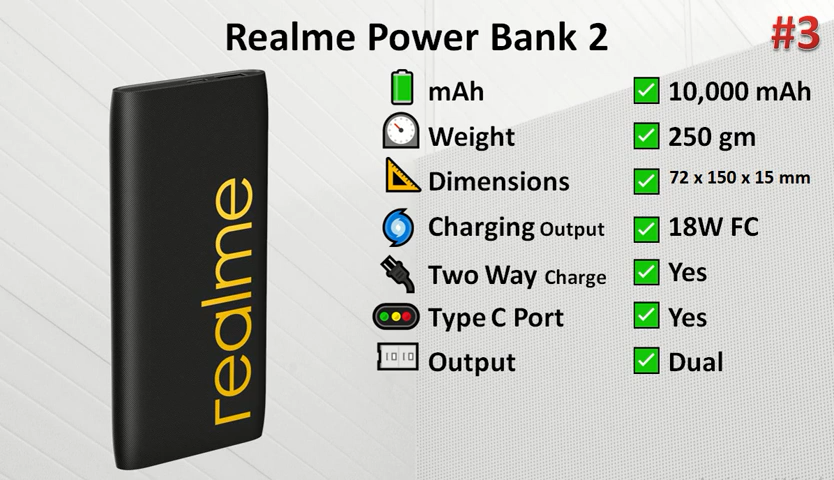 Realme Power Bank 2
#3
mAh 10,000 mAh
Weight 250 gm
Dimensions 72 x 150 x 15 mm
Charging Output 18W FC
Two Way Charge Yes
Type C Port Yes
Output Dual
realme